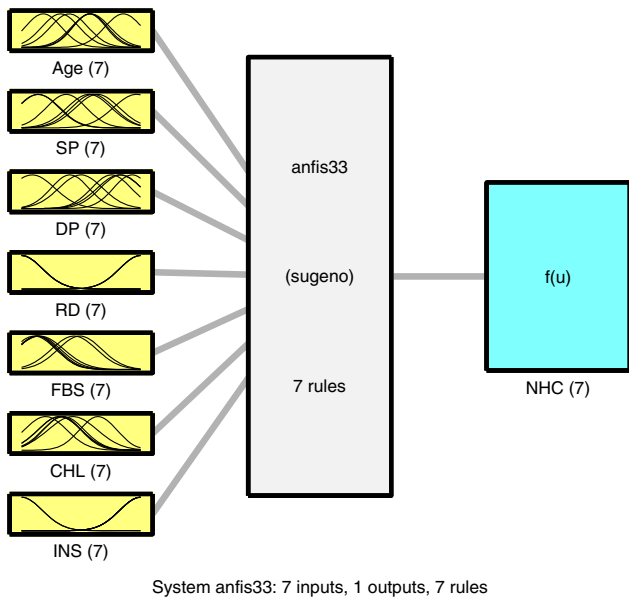 Age (7)
SP (7)
DP (7)
RD (7)
FBS (7)
CHL (7)
INS (7)
anfis33
(sugeno)
7 rules
f(u)
NHC (7)
System anfis33: 7 inputs, 1 outputs, 7 rules